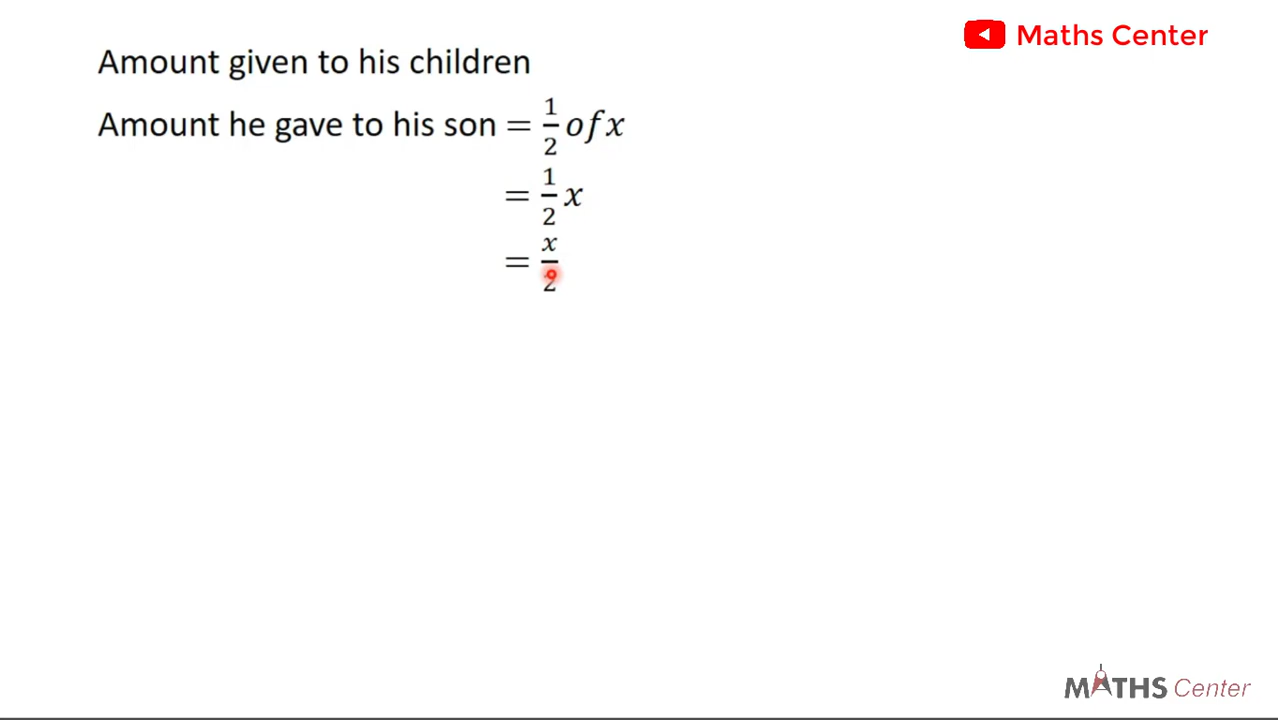 Maths Center
Amount given to his children
Amount he gave to his son = 1/2 of x
= 1/2 x
= x/2
MATHS Center